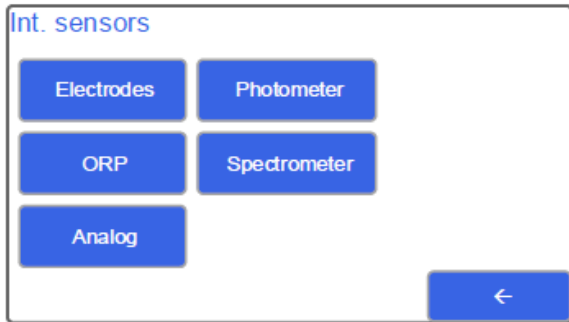 Int. sensors
Electrodes
Photometer
ORP
Spectrometer
Analog
←